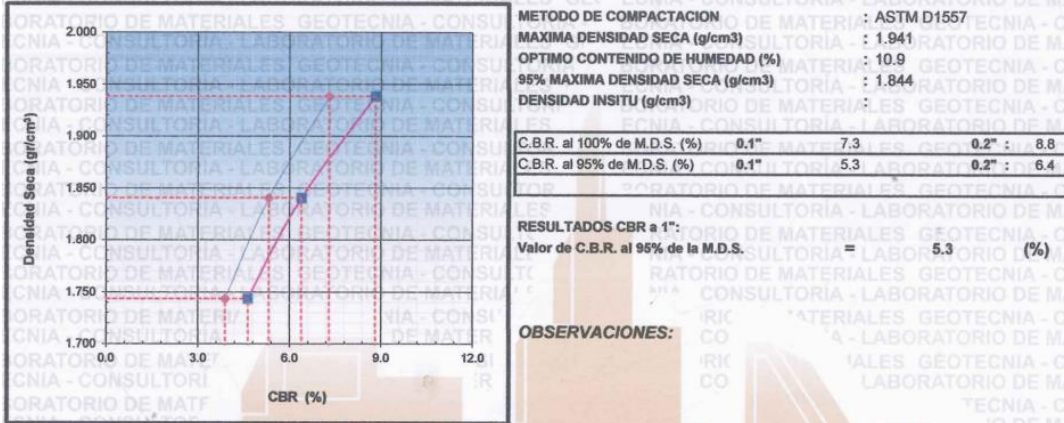 2.000
1.950
1.900
1.850
1.800
1.750
1.700
Densidad Seca (gr/cm³)
0.0 3.0 6.0 9.0 12.0
CBR (%)
METODO DE COMPACTACION : ASTM D1557
MAXIMA DENSIDAD SECA (g/cm3) : 1.941
OPTIMO CONTENIDO DE HUMEDAD (%) : 10.9
95% MAXIMA DENSIDAD SECA (g/cm3) : 1.844
DENSIDAD INSITU (g/cm3) :
C.B.R. al 100% de M.D.S. (%) 0.1" 7.3 0.2" : 8.8
C.B.R. al 95% de M.D.S. (%) 0.1" 5.3 0.2" : 6.4
RESULTADOS CBR a 1":
Valor de C.B.R. al 95% de la M.D.S. = 5.3 (%)
OBSERVACIONES: